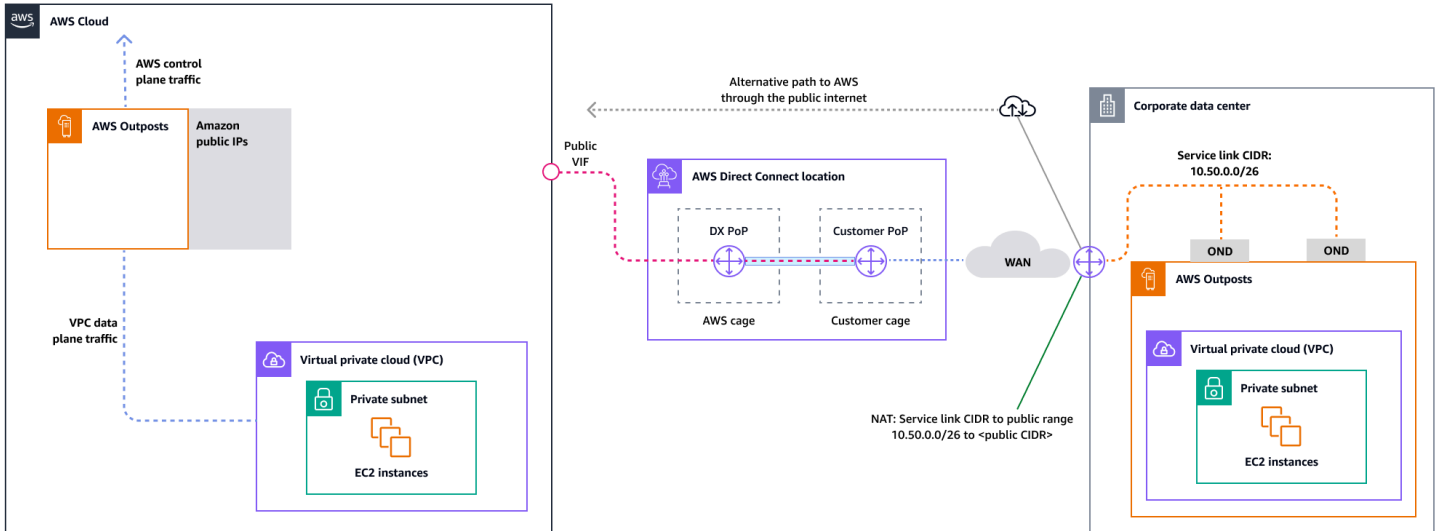 aws
AWS Cloud
AWS control
plane traffic
AWS Outposts
Amazon
public IPs
VPC data
plane traffic
Virtual private cloud (VPC)
Private subnet
EC2 instances
Alternative path to AWS
through the public internet
Public
VIF
AWS Direct Connect location
DX PoP
Customer PoP
AWS cage
Customer cage
WAN
NAT: Service link CIDR to public range
10.50.0.0/26 to <public CIDR>
Corporate data center
Service link CIDR:
10.50.0.0/26
OND
OND
AWS Outposts
Virtual private cloud (VPC)
Private subnet
EC2 instances